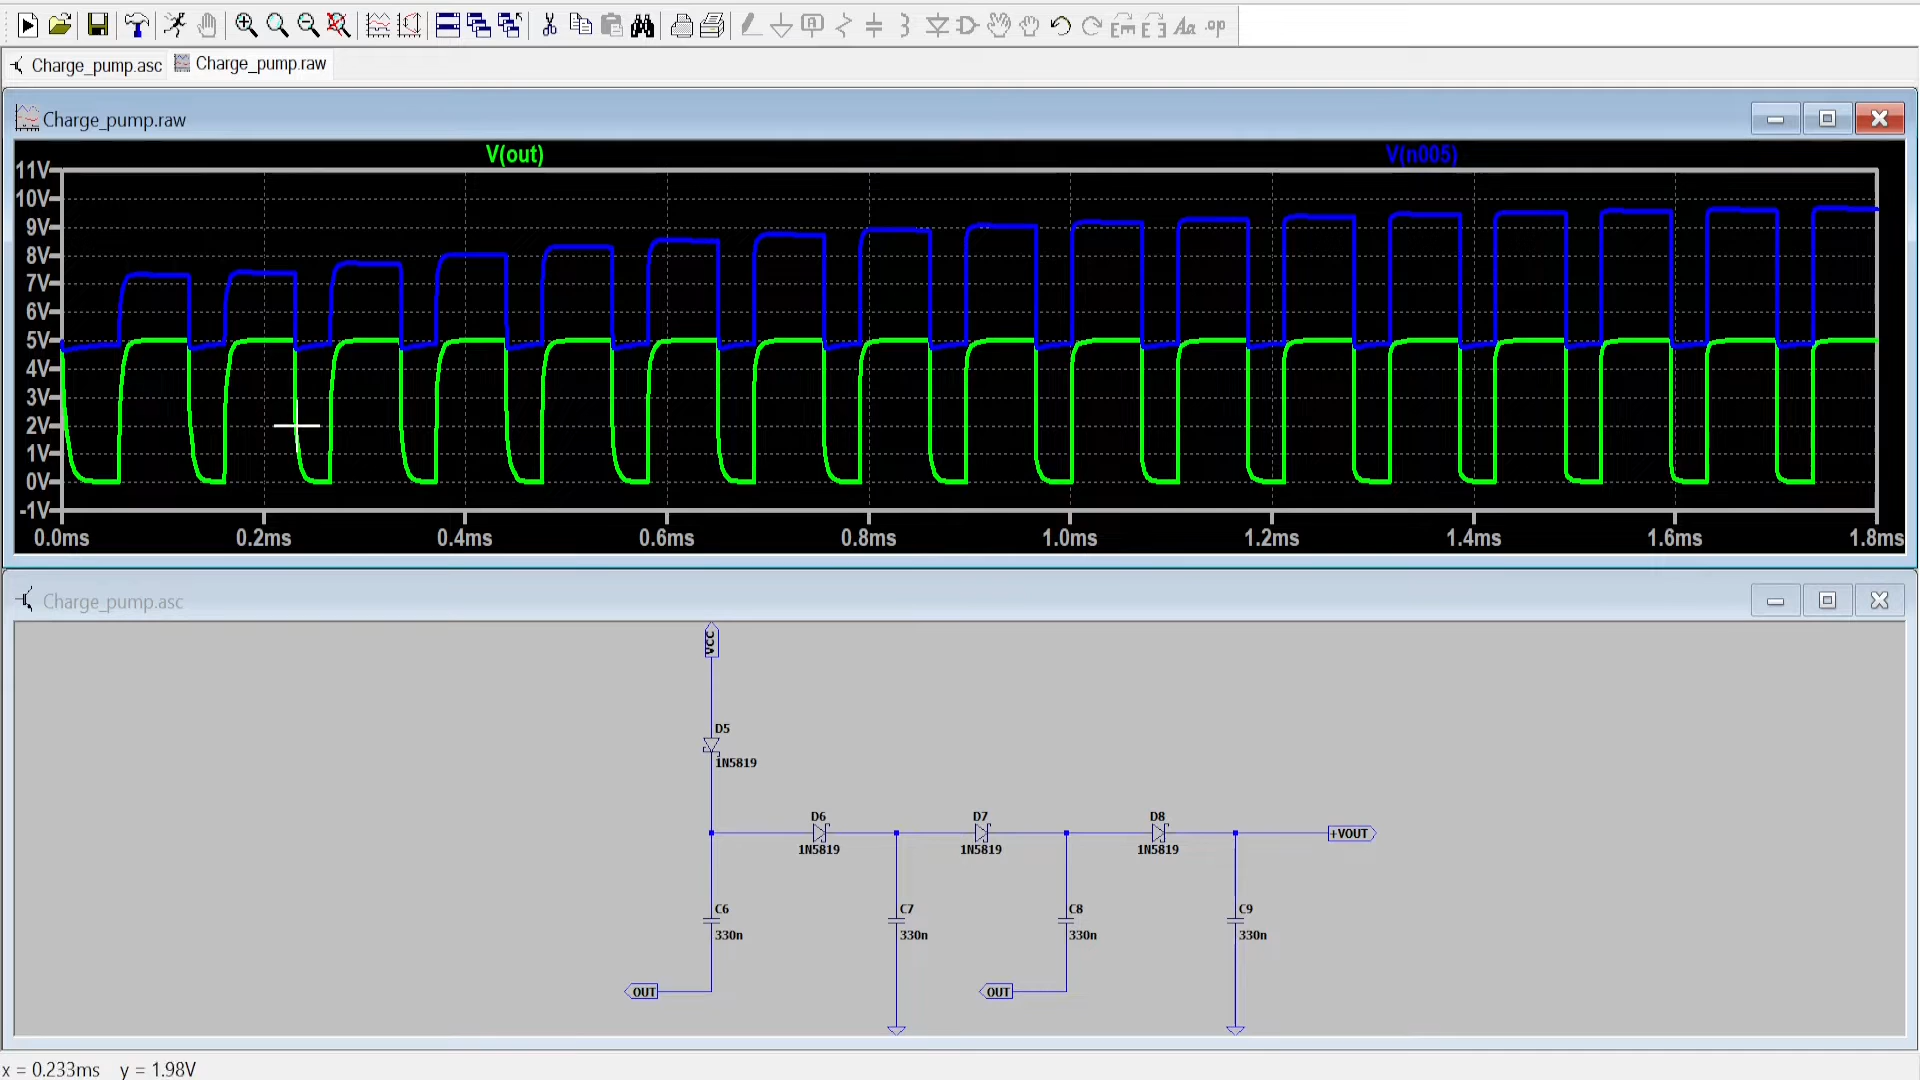 Aa .op
Charge_pump.asc Charge_pump.raw
Charge_pump.raw
V(out) V(n005)
11V
10V
9V
8V
7V
6V
5V
4V
3V
2V
1V
0V
-1V
0.0ms 0.2ms 0.4ms 0.6ms 0.8ms 1.0ms 1.2ms 1.4ms 1.6ms 1.8ms
Charge_pump.asc
VCC
D5
1N5819
D6 D7 D8
+VOUT
1N5819 1N5819 1N5819
C6 C7 C8 C9
330n 330n 330n 330n
OUT OUT
x = 0.233ms y = 1.98V